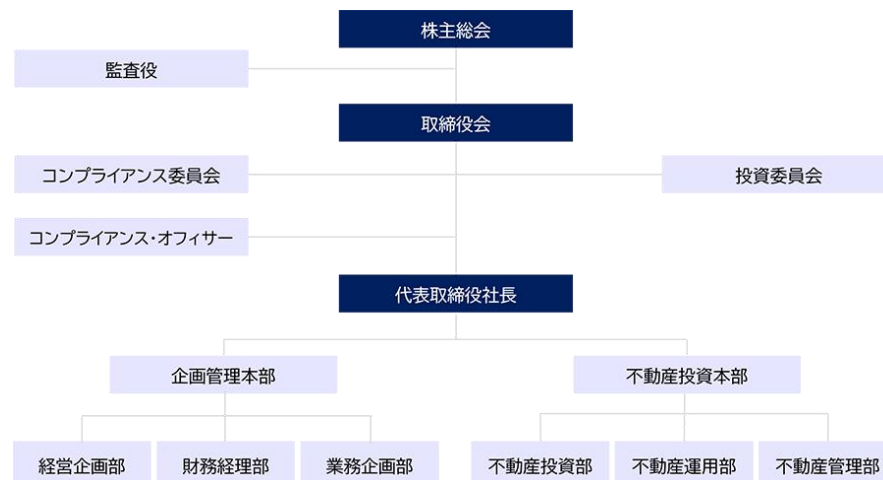 株主総会
監査役
取締役会
コンプライアンス委員会
投資委員会
コンプライアンス・オフィサー
代表取締役社長
企画管理本部
不動産投資本部
経営企画部
財務経理部
業務企画部
不動産投資部
不動産運用部
不動産管理部